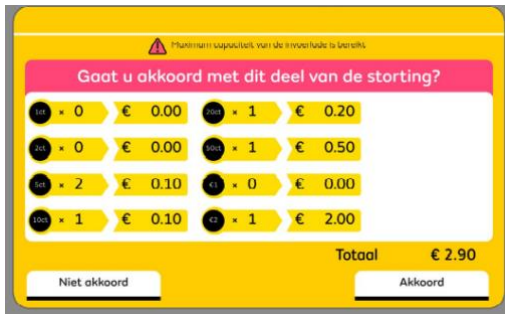 Maximum capaciteit van de invoerlade is bereikt
Gaat u akkoord met dit deel van de storting?
1ct × 0 € 0.00 20ct × 1 € 0.20
2ct × 0 € 0.00 50ct × 1 € 0.50
5ct × 2 € 0.10 €1 × 0 € 0.00
10ct × 1 € 0.10 €2 × 1 € 2.00
Totaal € 2.90
Niet akkoord Akkoord